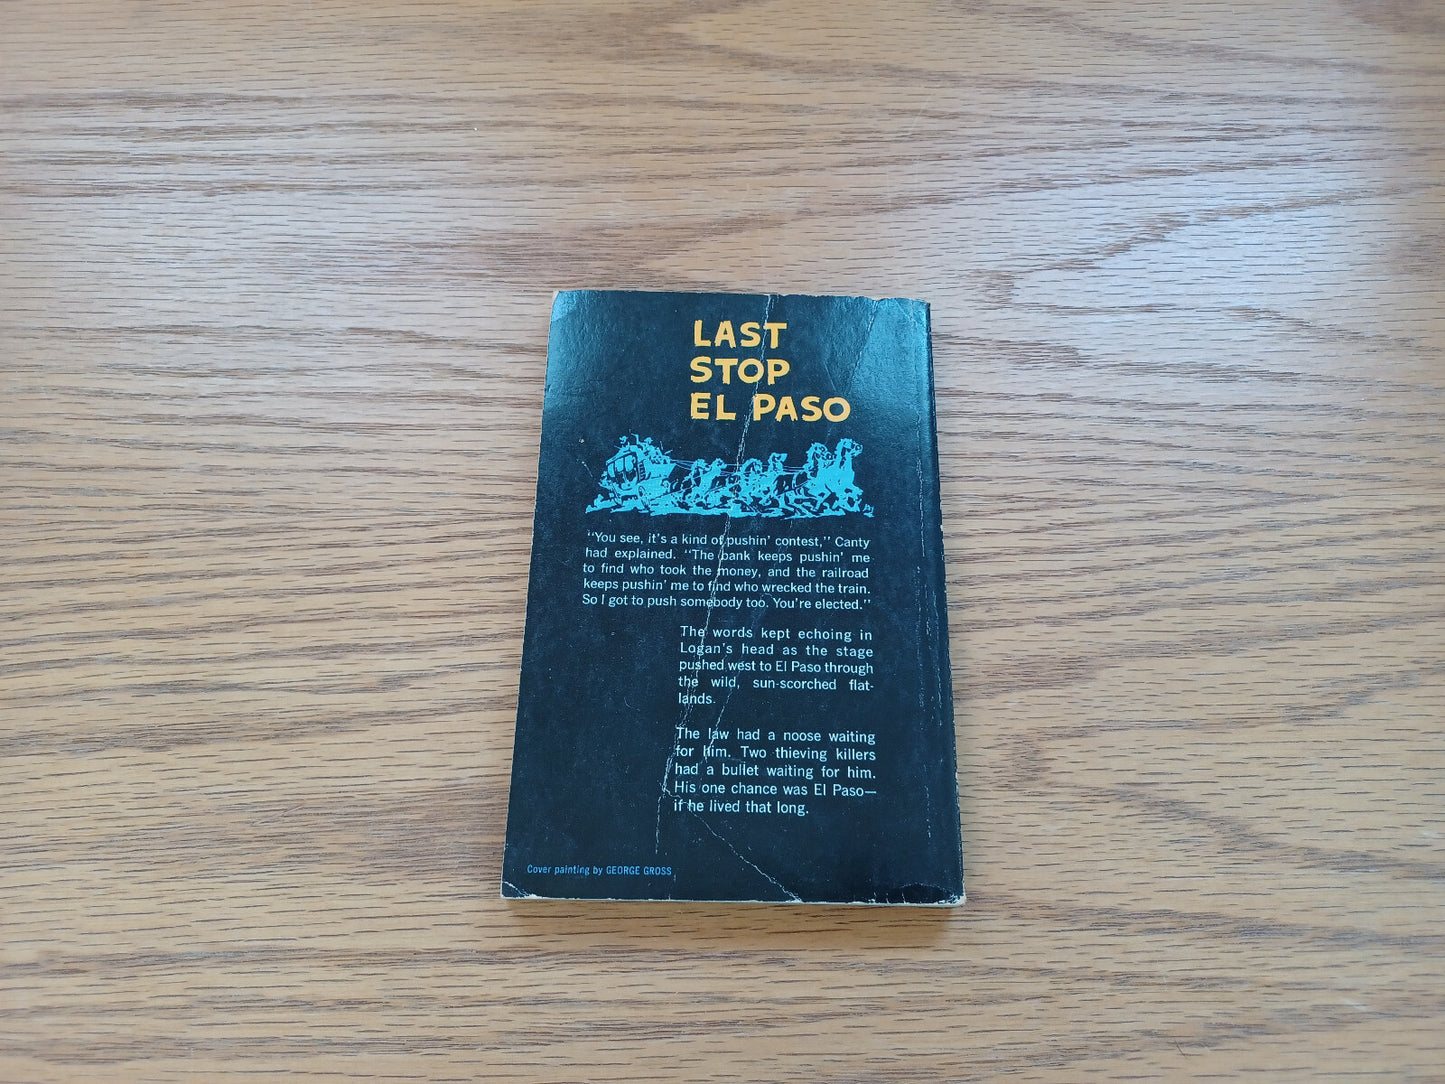 LAST
STOP
EL PASO
"You see, it's a kind of pushin' contest," Canty
had explained. "The bank keeps pushin' me
to find who took the money, and the railroad
keeps pushin' me to find who wrecked the train.
So I got to push somebody too. You're elected."
The words kept echoing in
Logan's head as the stage
pushed west to El Paso through
the wild, sun-scorched flat-
lands.
The law had a noose waiting
for him. Two thieving killers
had a bullet waiting for him.
His one chance was El Paso—
if he lived that long.
Cover painting by GEORGE GROSS